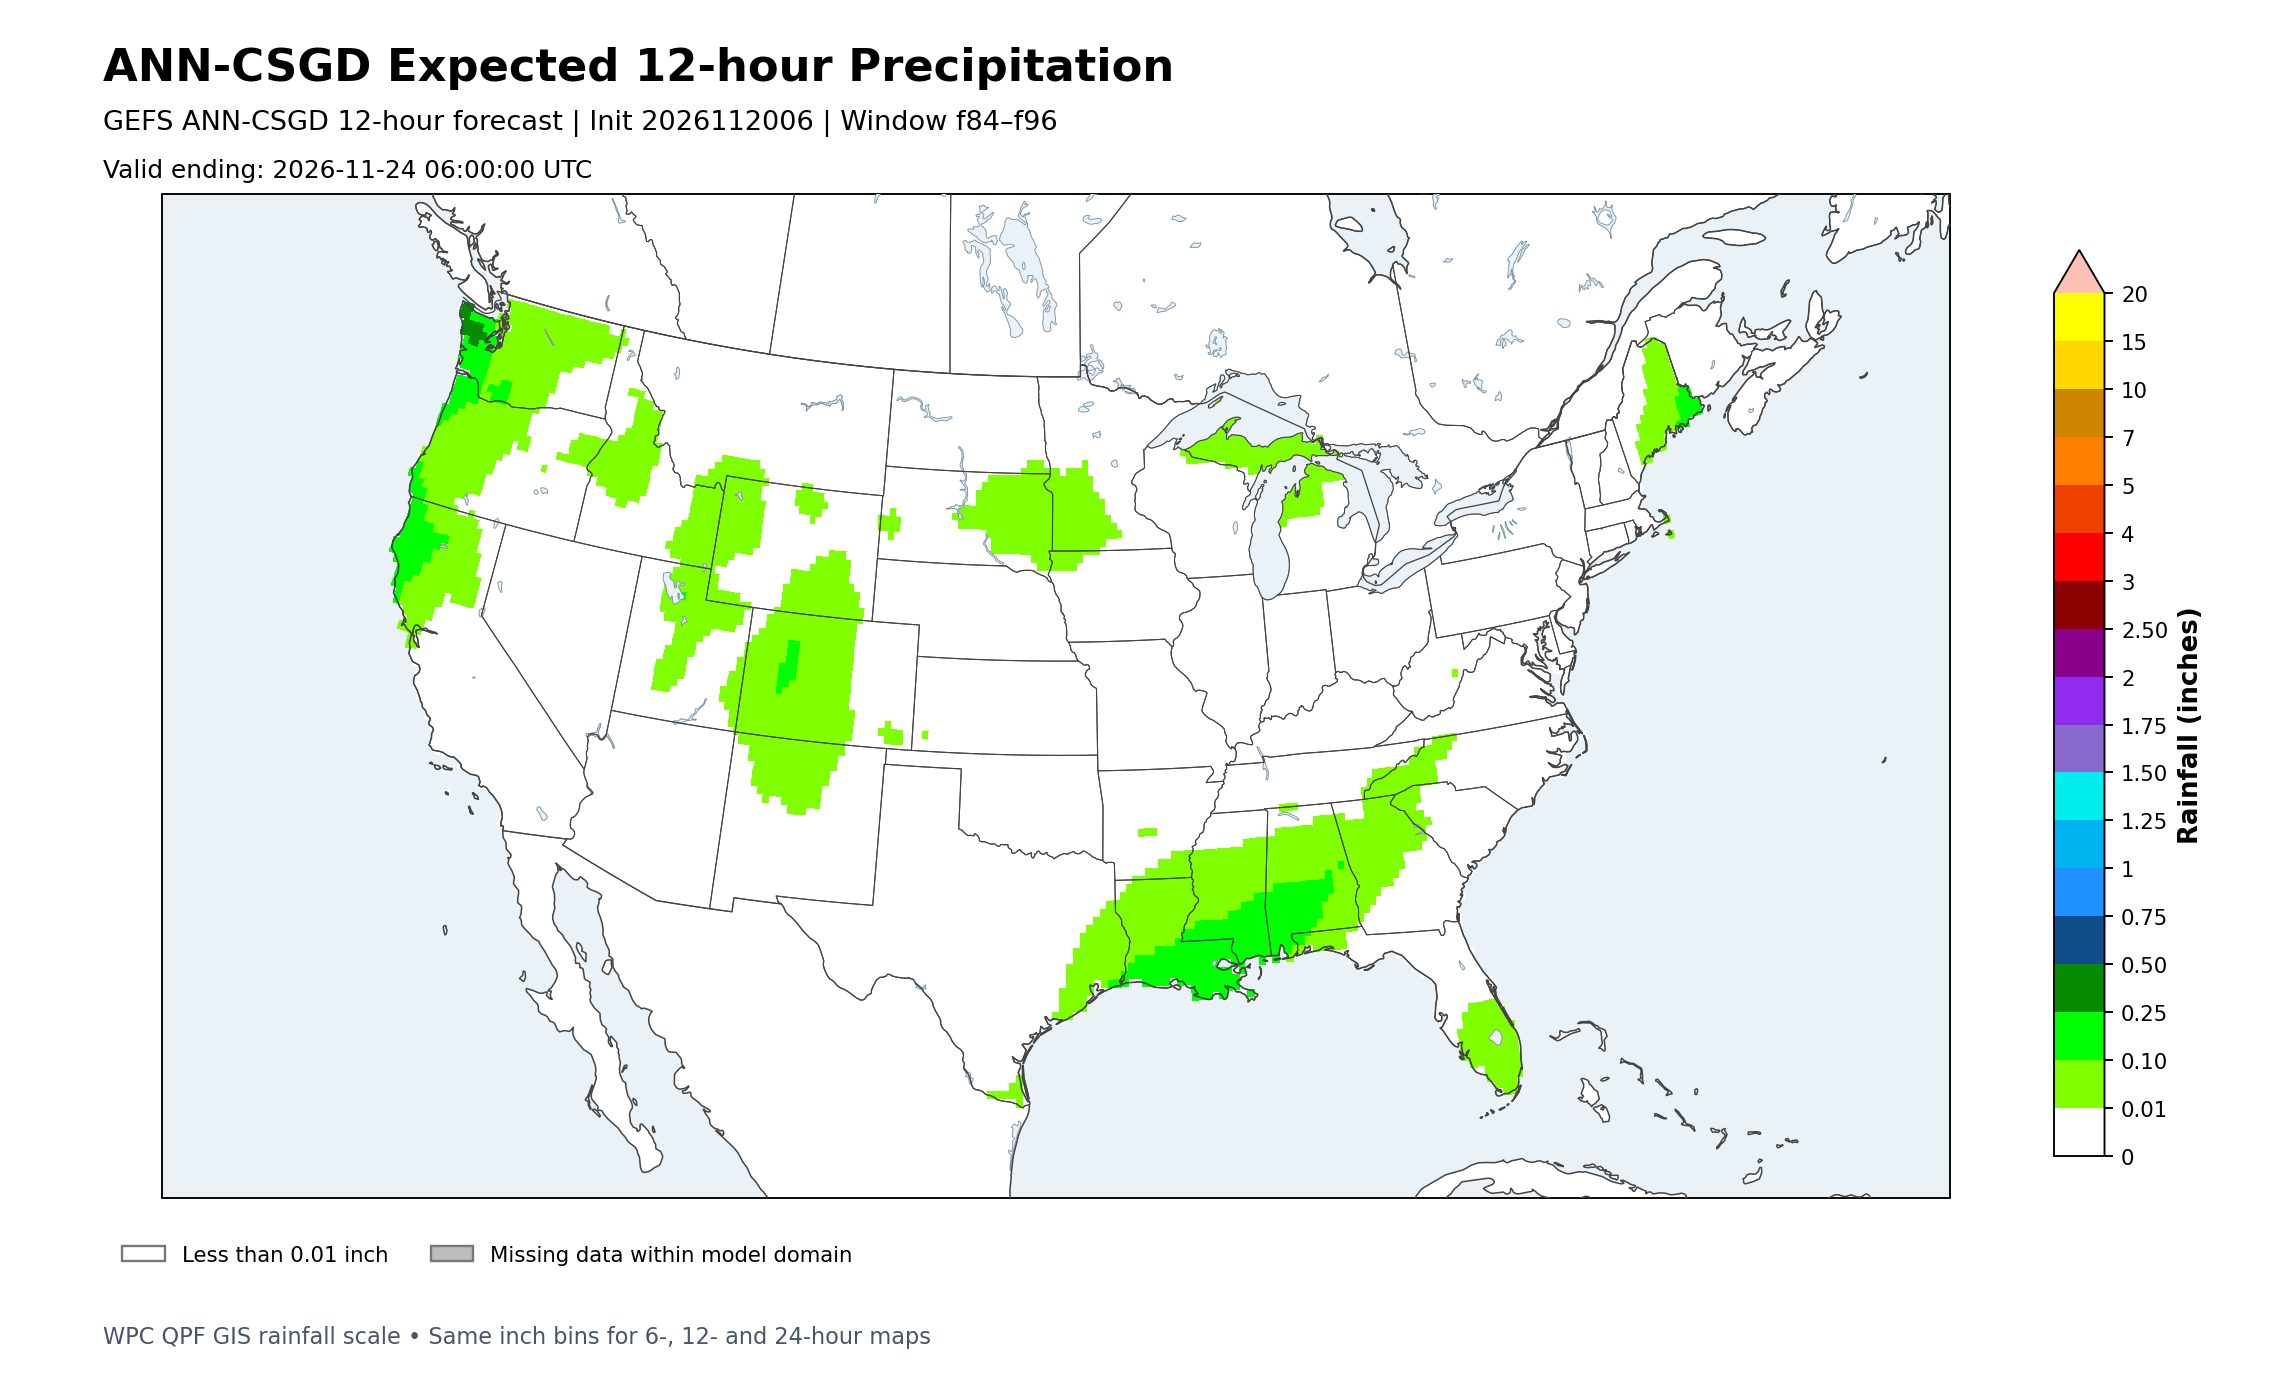 ANN-CSGD Expected 12-hour Precipitation
GEFS ANN-CSGD 12-hour forecast | Init 2026112006 | Window f84–f96
Valid ending: 2026-11-24 06:00:00 UTC
20
15
10
7
5
4
3
2.50
2
1.75
1.50
1.25
1
0.75
0.50
0.25
0.10
0.01
0
Rainfall (inches)
Less than 0.01 inch
Missing data within model domain
WPC QPF GIS rainfall scale • Same inch bins for 6-, 12- and 24-hour maps